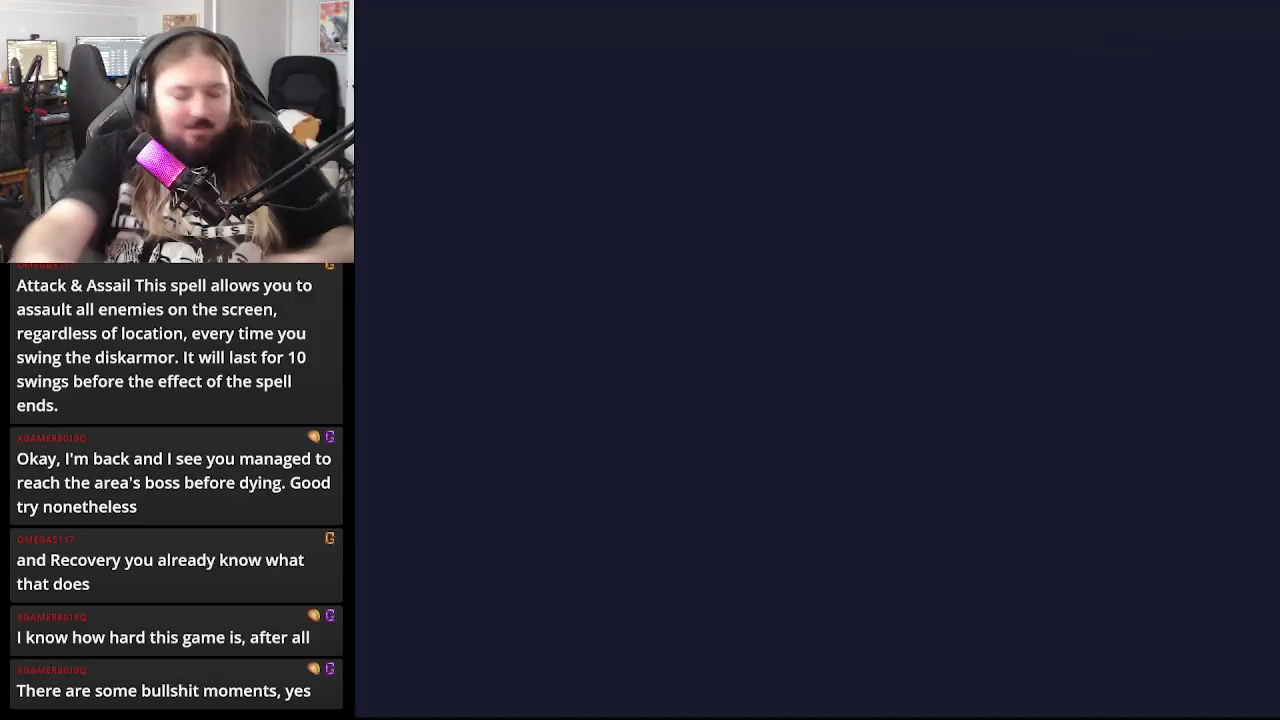 OMEGAS117
Attack & Assail This spell allows you to
assault all enemies on the screen,
regardless of location, every time you
swing the diskarmor. It will last for 10
swings before the effect of the spell
ends.
Okay, I'm back and I see you managed to
reach the area's boss before dying. Good
try nonetheless
OMEGAS117
and Recovery you already know what
that does
I know how hard this game is, after all
There are some bullshit moments, yes